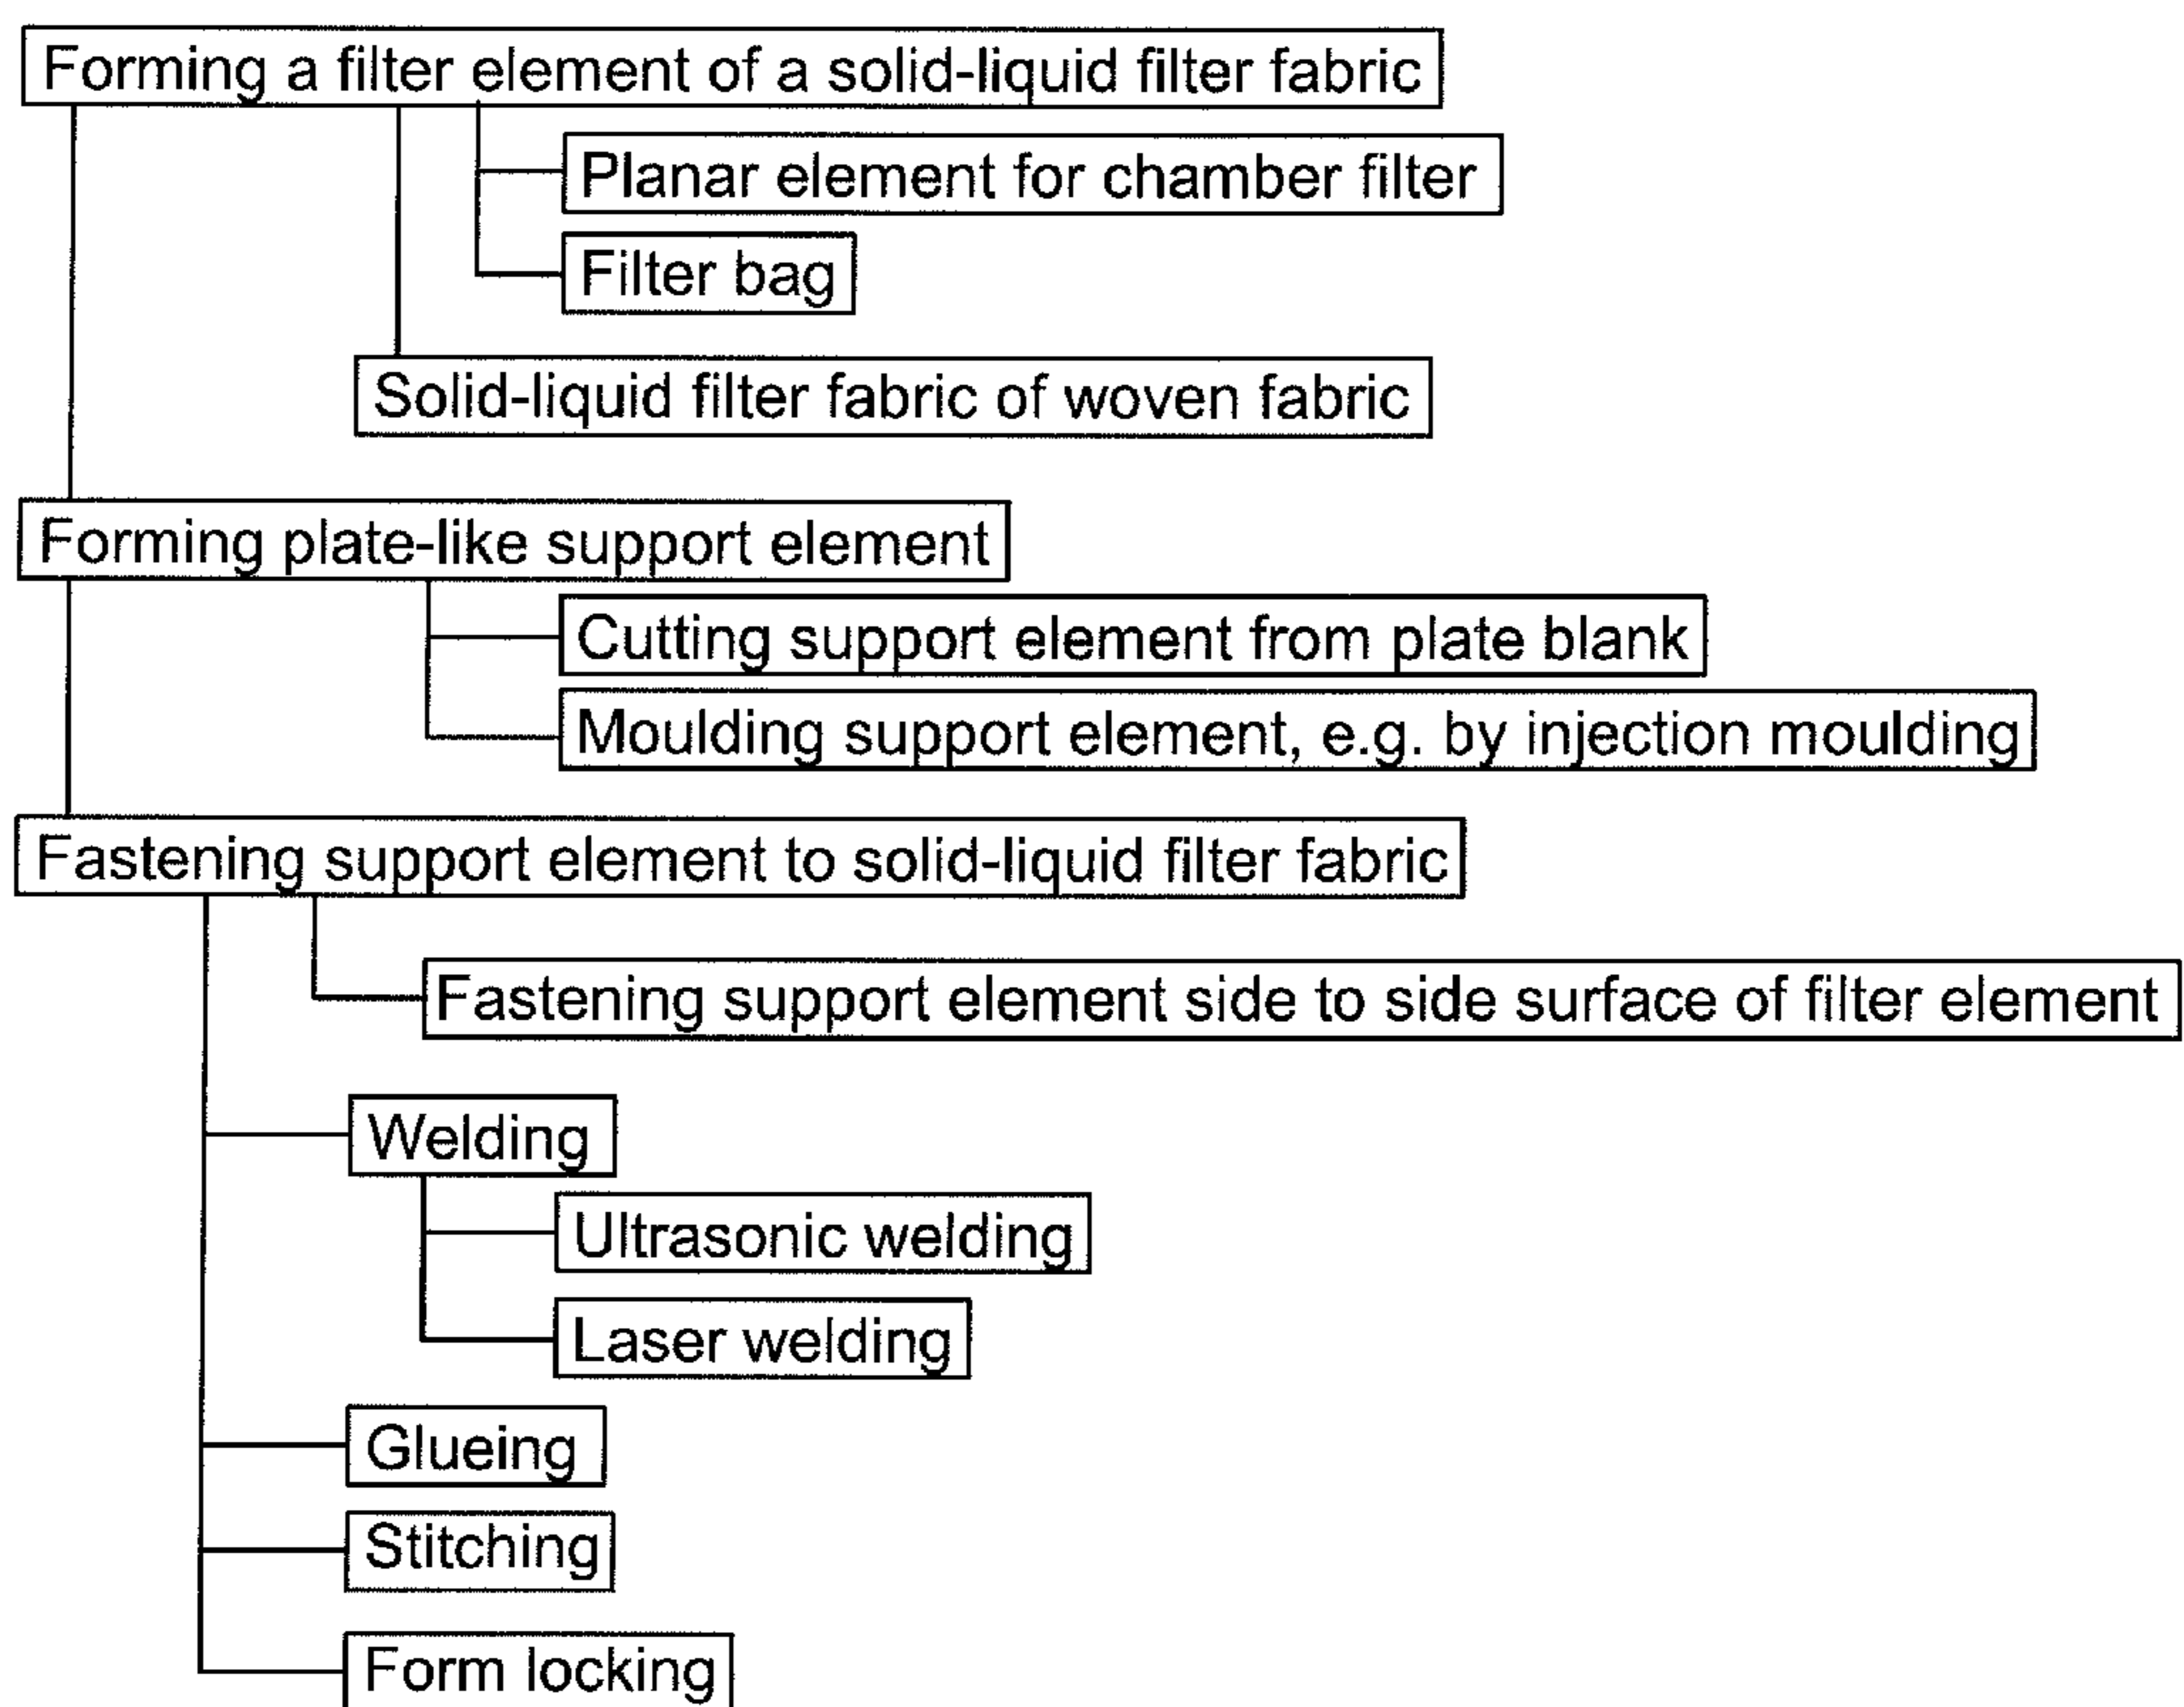 Forming a filter element of a solid-liquid filter fabric
Planar element for chamber filter
Filter bag
Solid-liquid filter fabric of woven fabric
Forming plate-like support element
Cutting support element from plate blank
Moulding support element, e.g. by injection moulding
Fastening support element to solid-liquid filter fabric
Fastening support element side to side surface of filter element
Welding
Ultrasonic welding
Laser welding
Glueing
Stitching
Form locking